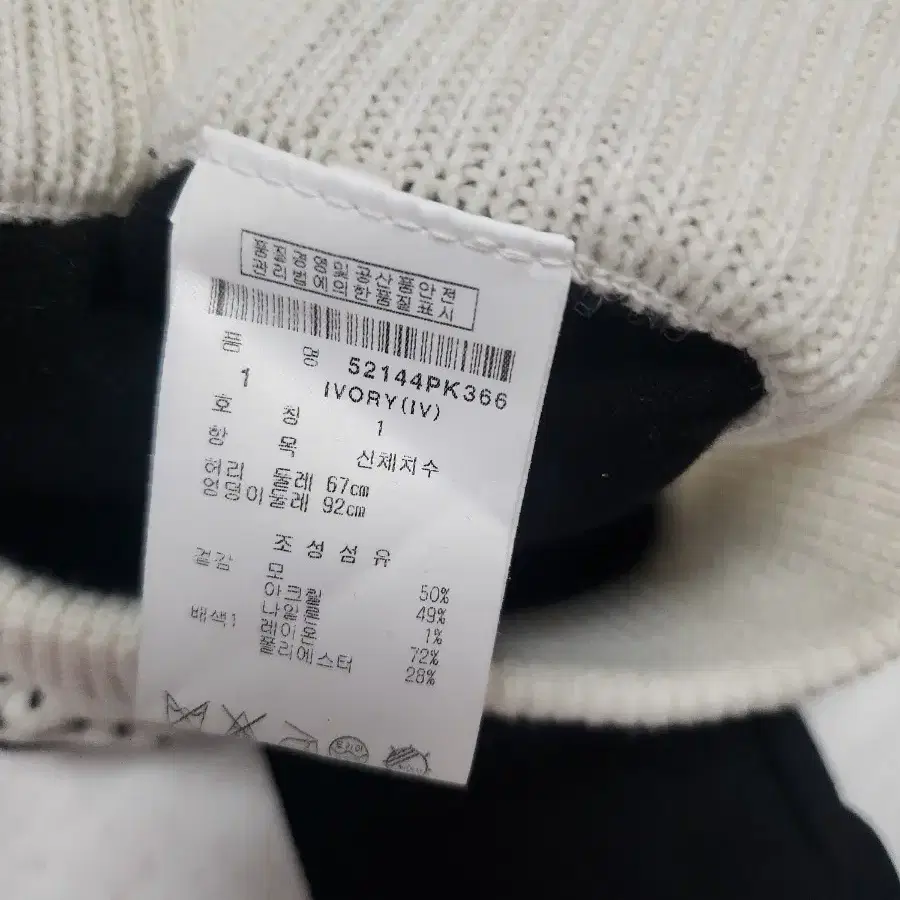 품질경영 및 공산품안전
관리법에 의한 품질표시
품 명 52144PK366
1 IVORY(IV)
호 칭 1
항 목 신체치수
허리 둘레 67cm
엉덩이둘레 92cm
조성섬유
겉감 모 50%
아크릴 49%
나일론 1%
배색1 레이온 72%
폴리에스터 28%
드라이